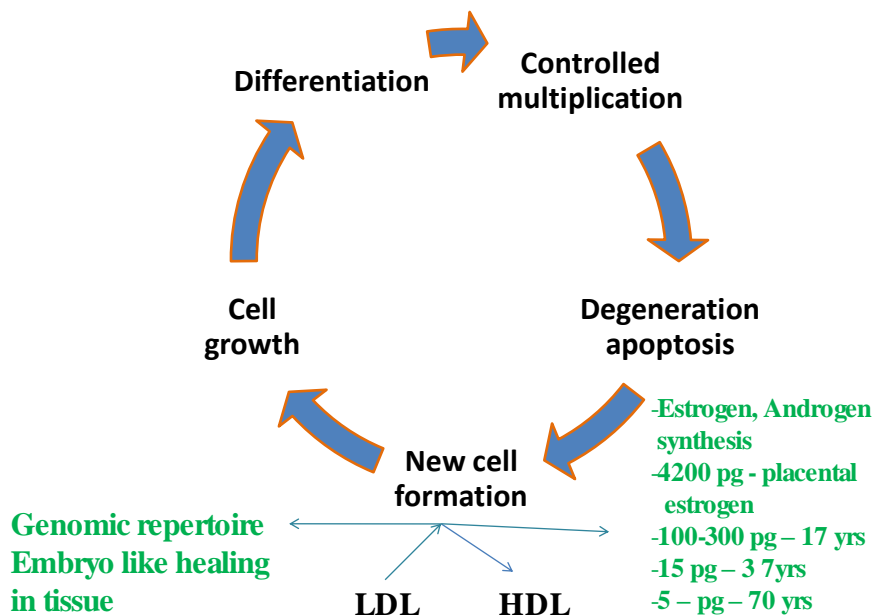 Differentiation
Controlled
multiplication
Cell
growth
Degeneration
apoptosis
New cell
formation
-Estrogen, Androgen
synthesis
-4200 pg - placental
estrogen
-100-300 pg – 17 yrs
-15 pg – 3 7yrs
-5 – pg – 70 yrs
Genomic repertoire
Embryo like healing
in tissue
LDL
HDL